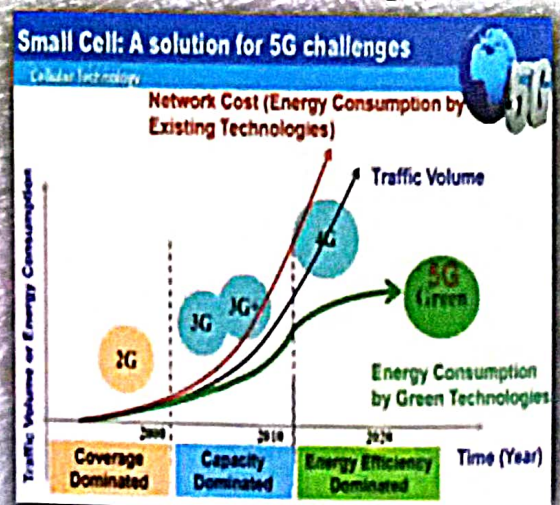 Small Cell: A solution for 5G challenges
Cellular Technology
5G
Network Cost (Energy Consumption by
Existing Technologies)
Traffic Volume
4G
3G
3G+
2G
5G
Green
Energy Consumption
by Green Technologies
Traffic Volume or Energy Consumption
2000
2010
2020
Time (Year)
Coverage
Dominated
Capacity
Dominated
Energy Efficiency
Dominated